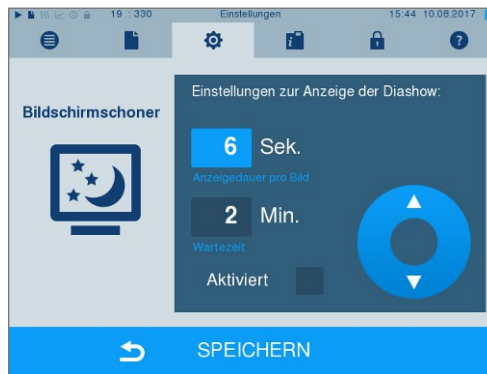 19 : 330 Einstellungen 15:44 10.08.2017
Bildschirmschoner
Einstellungen zur Anzeige der Diashow:
6 Sek.
Anzeigedauer pro Bild
2 Min.
Wartezeit
Aktiviert
SPEICHERN